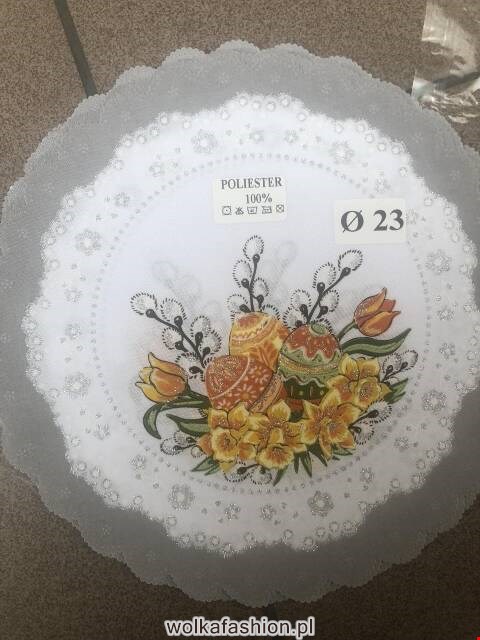 POLIESTER
100%
Ø 23
wolkafashion.pl